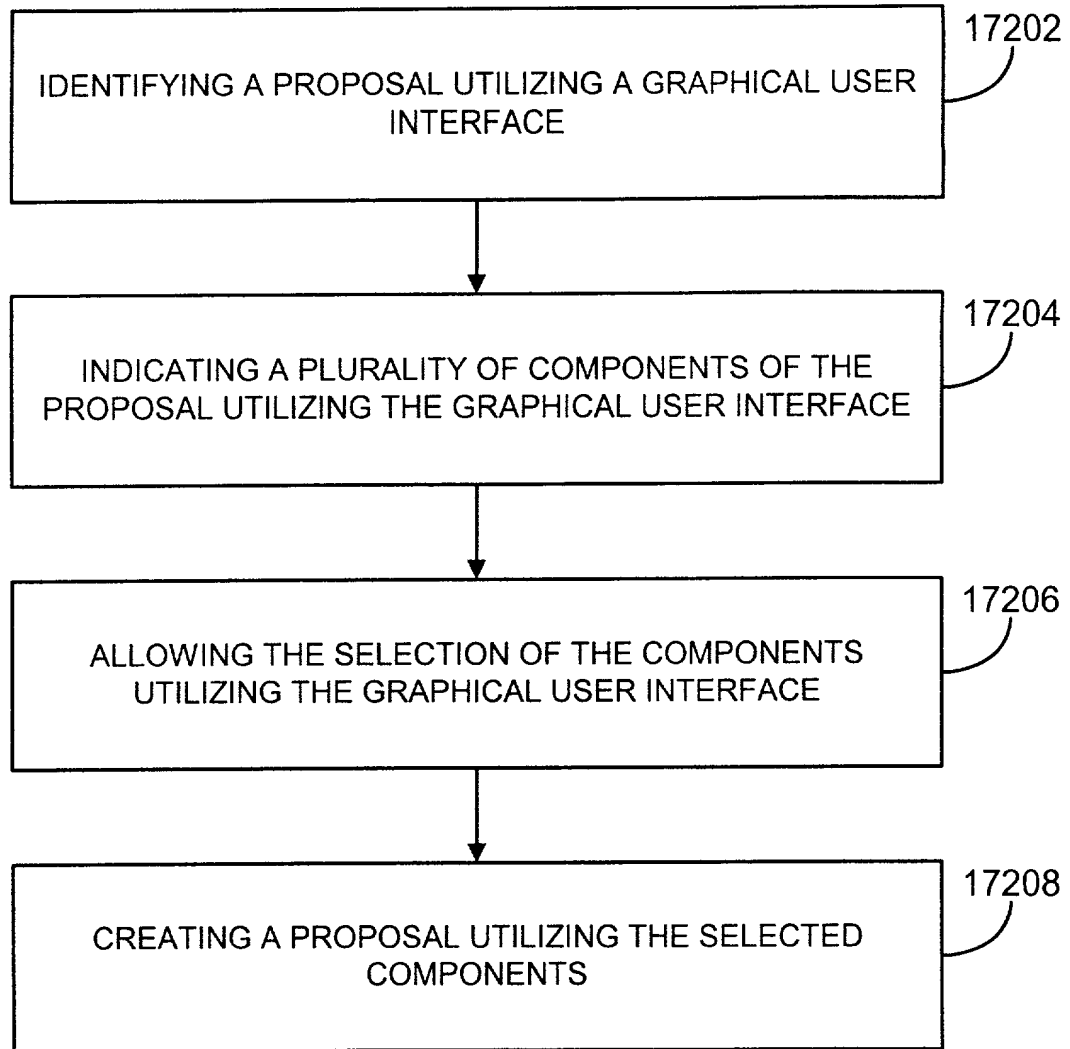 17202
IDENTIFYING A PROPOSAL UTILIZING A GRAPHICAL USER
INTERFACE
17204
INDICATING A PLURALITY OF COMPONENTS OF THE
PROPOSAL UTILIZING THE GRAPHICAL USER INTERFACE
17206
ALLOWING THE SELECTION OF THE COMPONENTS
UTILIZING THE GRAPHICAL USER INTERFACE
17208
CREATING A PROPOSAL UTILIZING THE SELECTED
COMPONENTS